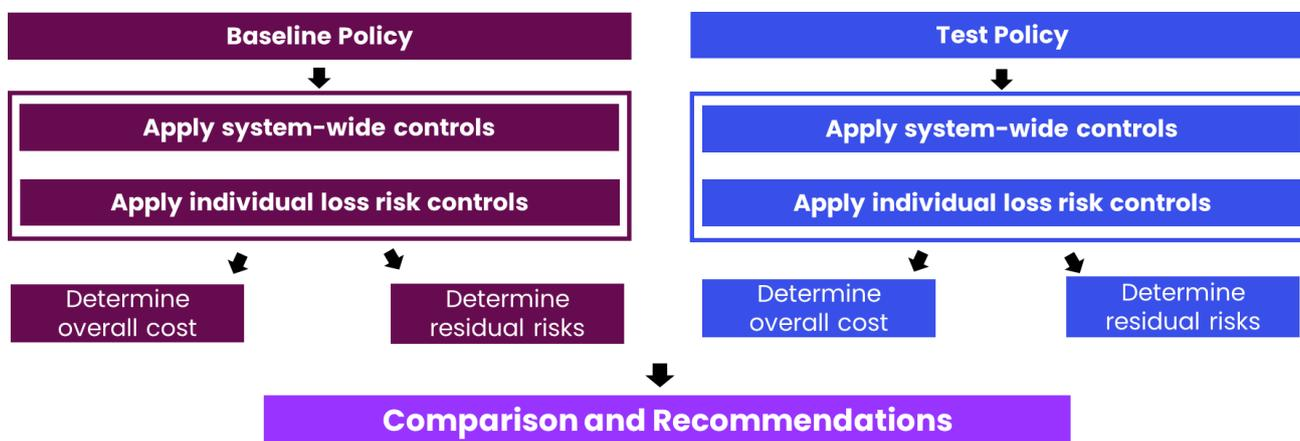 Baseline Policy
Test Policy
Apply system-wide controls
Apply system-wide controls
Apply individual loss risk controls
Apply individual loss risk controls
Determine
overall cost
Determine
residual risks
Determine
overall cost
Determine
residual risks
Comparison and Recommendations